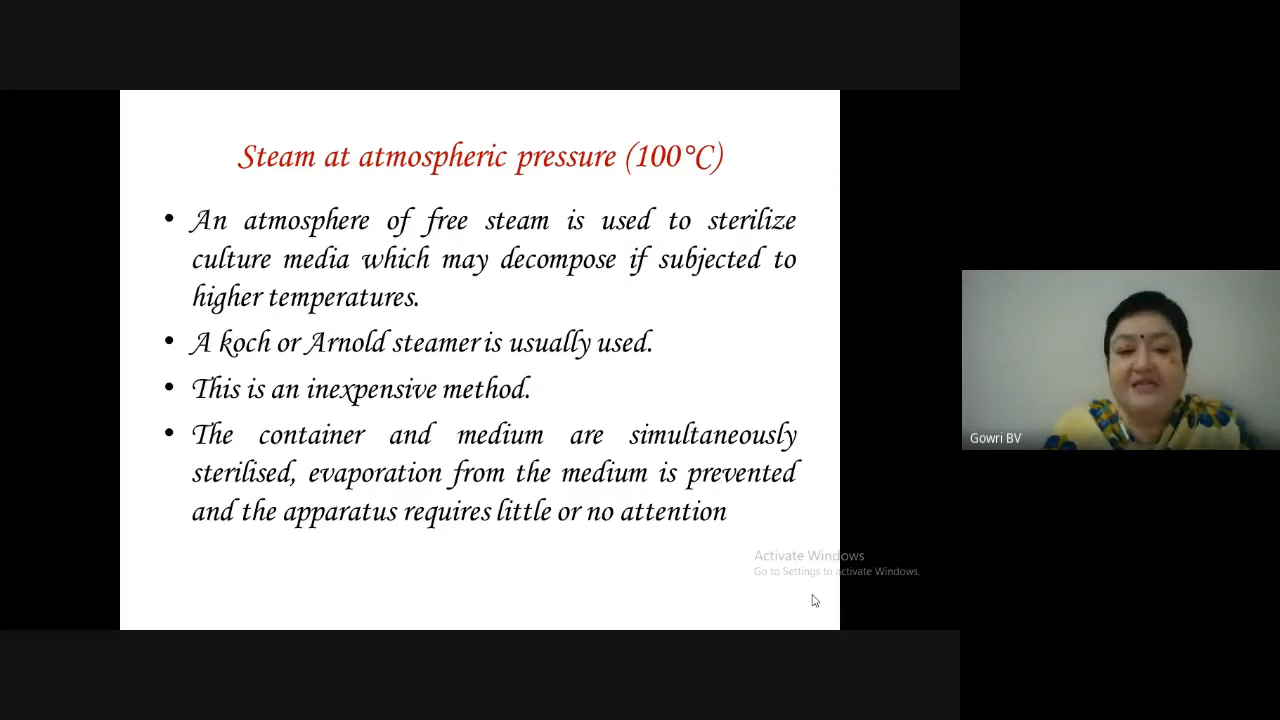 Steam at atmospheric pressure (100°C)
• An atmosphere of free steam is used to sterilize
culture media which may decompose if subjected to
higher temperatures.
• A koch or Arnold steamer is usually used.
• This is an inexpensive method.
• The container and medium are simultaneously
sterilised, evaporation from the medium is prevented
and the apparatus requires little or no attention
Gowri BV
Activate Windows
Go to Settings to activate Windows.